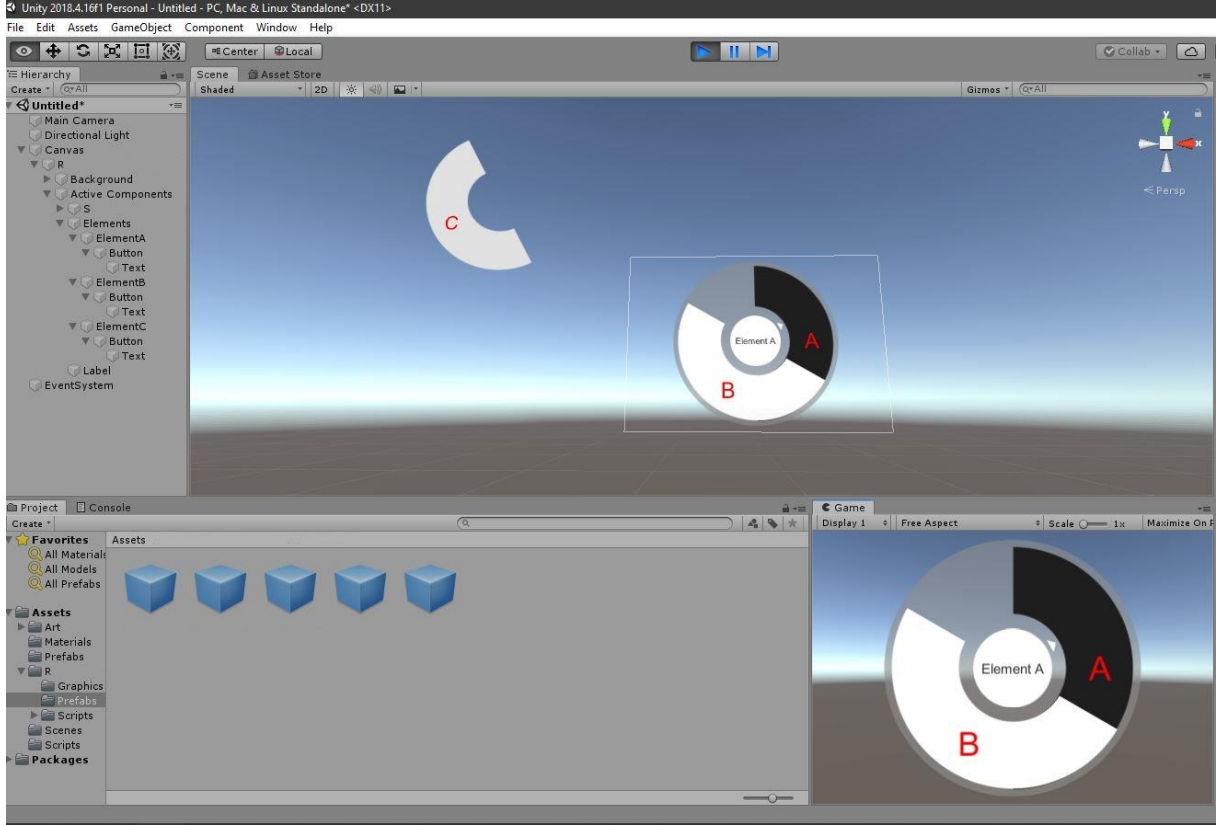 Unity 2018.4.16f1 Personal - Untitled - PC, Mac & Linux Standalone* <DX11>
File Edit Assets GameObject Component Window Help
Center Local Collab
Hierarchy
Create All
Untitled*
Main Camera
Directional Light
Canvas
R
Background
Active Components
S
Elements
ElementA
Button
Text
ElementB
Button
Text
ElementC
Button
Text
Label
EventSystem
Scene Asset Store
Shaded 2D Gizmos All
Persp
y
x
C
Element A
A
B
Project Console
Create
Favorites
All Materials
All Models
All Prefabs
Assets
Art
Materials
Prefabs
R
Graphics
Prefabs
Scripts
Scenes
Scripts
Packages
Assets
Game
Display 1 Free Aspect Scale 1x Maximize On P
Element A
A
B